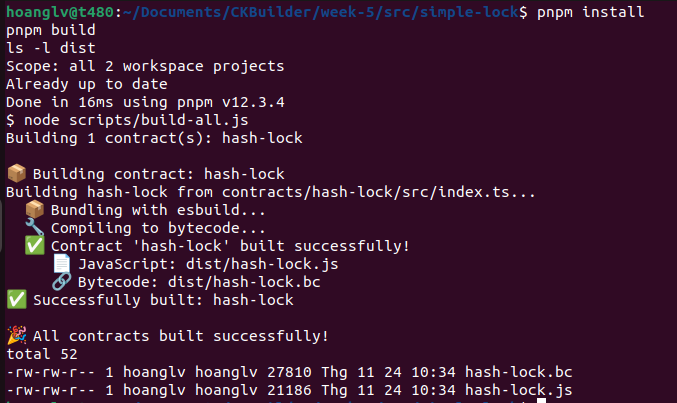 hoanglv@t480:~/Documents/CKBuilder/week-5/src/simple-lock$ pnpm install
pnpm build
ls -l dist
Scope: all 2 workspace projects
Already up to date
Done in 16ms using pnpm v12.3.4
$ node scripts/build-all.js
Building 1 contract(s): hash-lock
📦 Building contract: hash-lock
Building hash-lock from contracts/hash-lock/src/index.ts...
📦 Bundling with esbuild...
🔧 Compiling to bytecode...
✅ Contract 'hash-lock' built successfully!
📄 JavaScript: dist/hash-lock.js
🔗 Bytecode: dist/hash-lock.bc
✅ Successfully built: hash-lock
🎉 All contracts built successfully!
total 52
-rw-rw-r-- 1 hoanglv hoanglv 27810 Thg 11 24 10:34 hash-lock.bc
-rw-rw-r-- 1 hoanglv hoanglv 21186 Thg 11 24 10:34 hash-lock.js